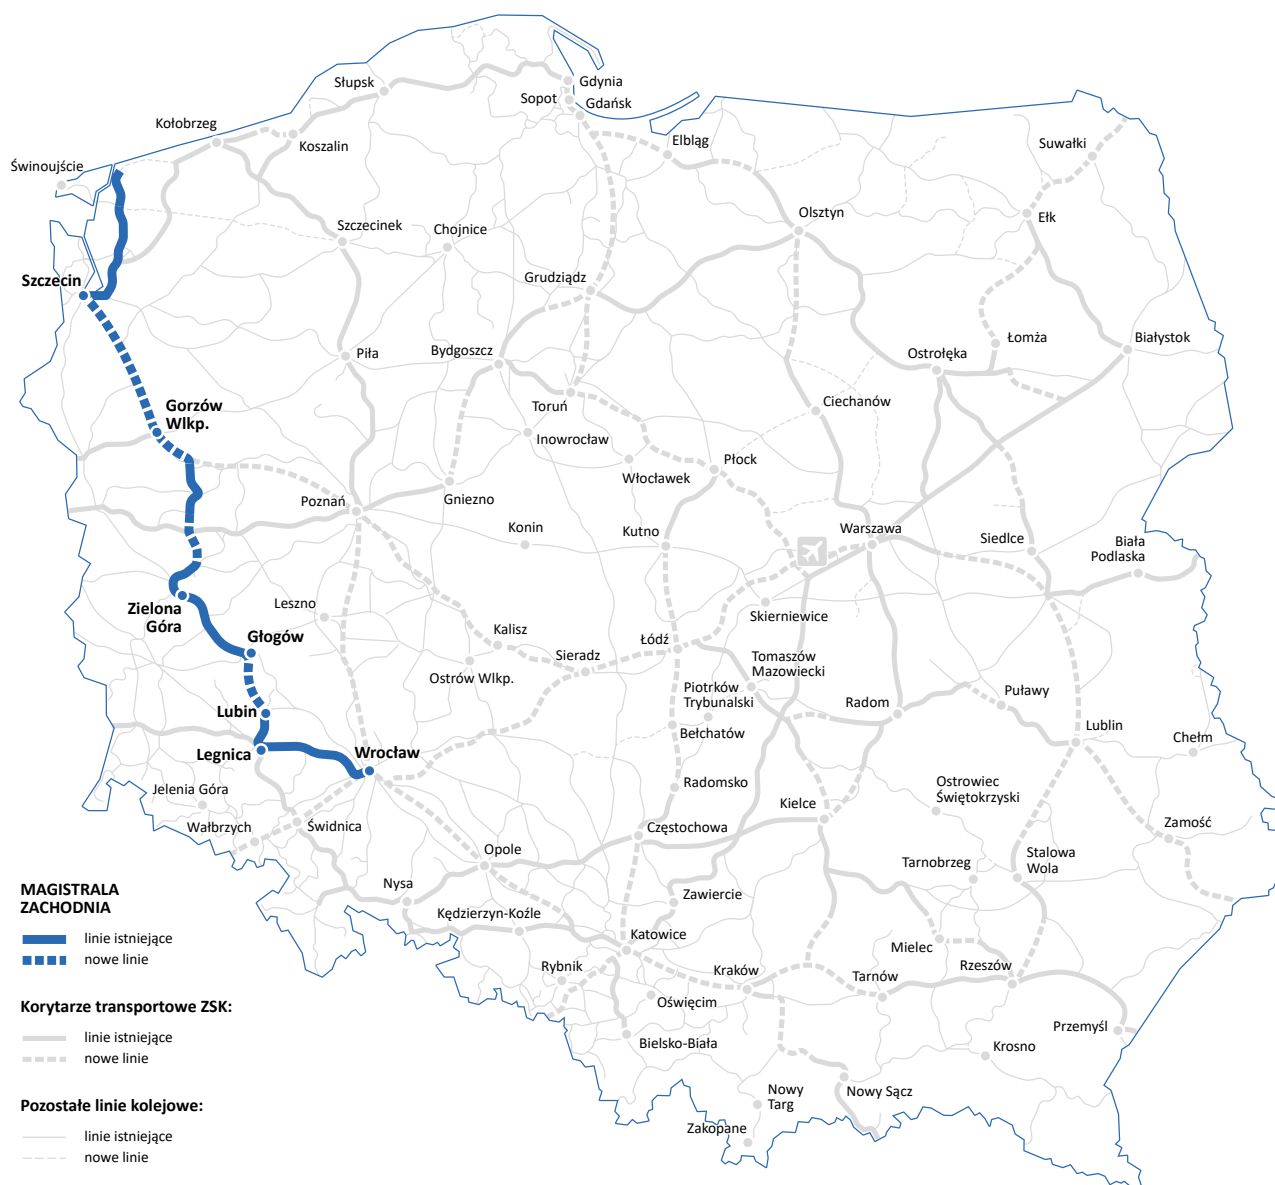 Gdynia
Słupsk
Sopot
Gdańsk
Kołobrzeg
Koszalin
Elbląg
Suwałki
Świnoujście
Ełk
Olsztyn
Szczecinek
Chojnice
Szczecin
Grudziądz
Piła
Bydgoszcz
Łomża
Białystok
Ostrołęka
Gorzów
Wlkp.
Toruń
Ciechanów
Inowrocław
Płock
Włocławek
Poznań
Gniezno
Konin
Kutno
Warszawa
Siedlce
Biała
Podlaska
Zielona
Góra
Leszno
Skierniewice
Głogów
Kalisz
Łódź
Sieradz
Tomaszów
Mazowiecki
Ostrów Wlkp.
Piotrków
Trybunalski
Puławy
Radom
Lubin
Bełchatów
Lublin
Chełm
Legnica
Wrocław
Jelenia Góra
Radomsko
Ostrowiec
Świętokrzyski
Kielce
Wałbrzych
Świdnica
Częstochowa
Zamość
Opole
Tarnobrzeg
Stalowa
Wola
Nysa
Zawiercie
Kędzierzyn-Koźle
Katowice
Mielec
Rybnik
Kraków
Tarnów
Rzeszów
Oświęcim
Przemyśl
Bielsko-Biała
Krosno
Nowy
Targ
Nowy Sącz
Zakopane
MAGISTRALA
ZACHODNIA
linie istniejące
nowe linie
Korytarze transportowe ZSK:
linie istniejące
nowe linie
Pozostałe linie kolejowe:
linie istniejące
nowe linie